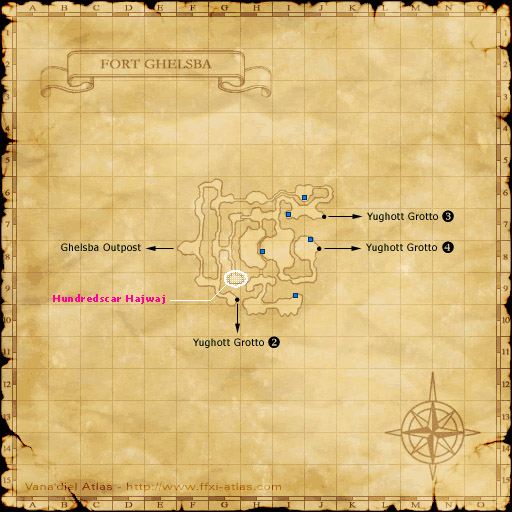 A B C D E F G H I J K L M N O
FORT GHELSBA
Yughott Grotto 3
Ghelsba Outpost
Yughott Grotto 4
Hundredscar Hajwaj
Yughott Grotto 2
Vana'diel Atlas - http://www.ffxi-atlas.com
A B C D E F G H I J K L M N O